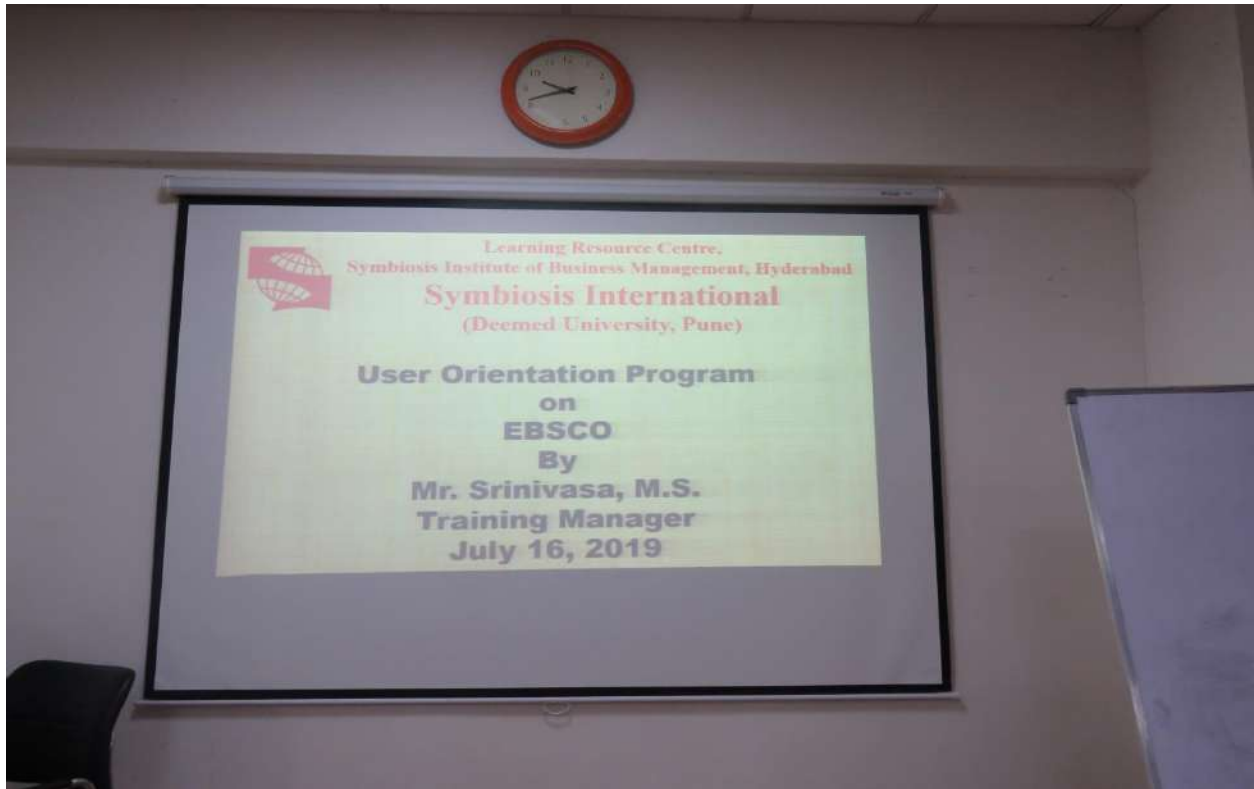 Learning Resource Centre,
Symbiosis Institute of Business Management, Hyderabad
Symbiosis International
(Deemed University, Pune)
User Orientation Program
on
EBSCO
By
Mr. Srinivasa, M.S.
Training Manager
July 16, 2019